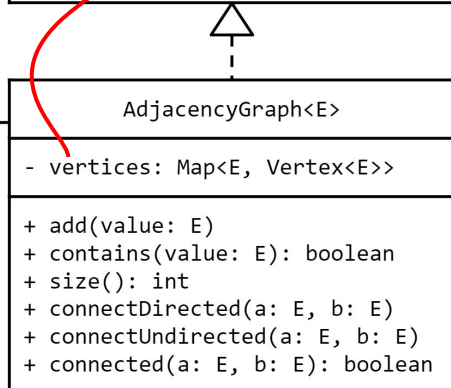 AdjacencyGraph<E>
- vertices: Map<E, Vertex<E>>
+ add(value: E)
+ contains(value: E): boolean
+ size(): int
+ connectDirected(a: E, b: E)
+ connectUndirected(a: E, b: E)
+ connected(a: E, b: E): boolean